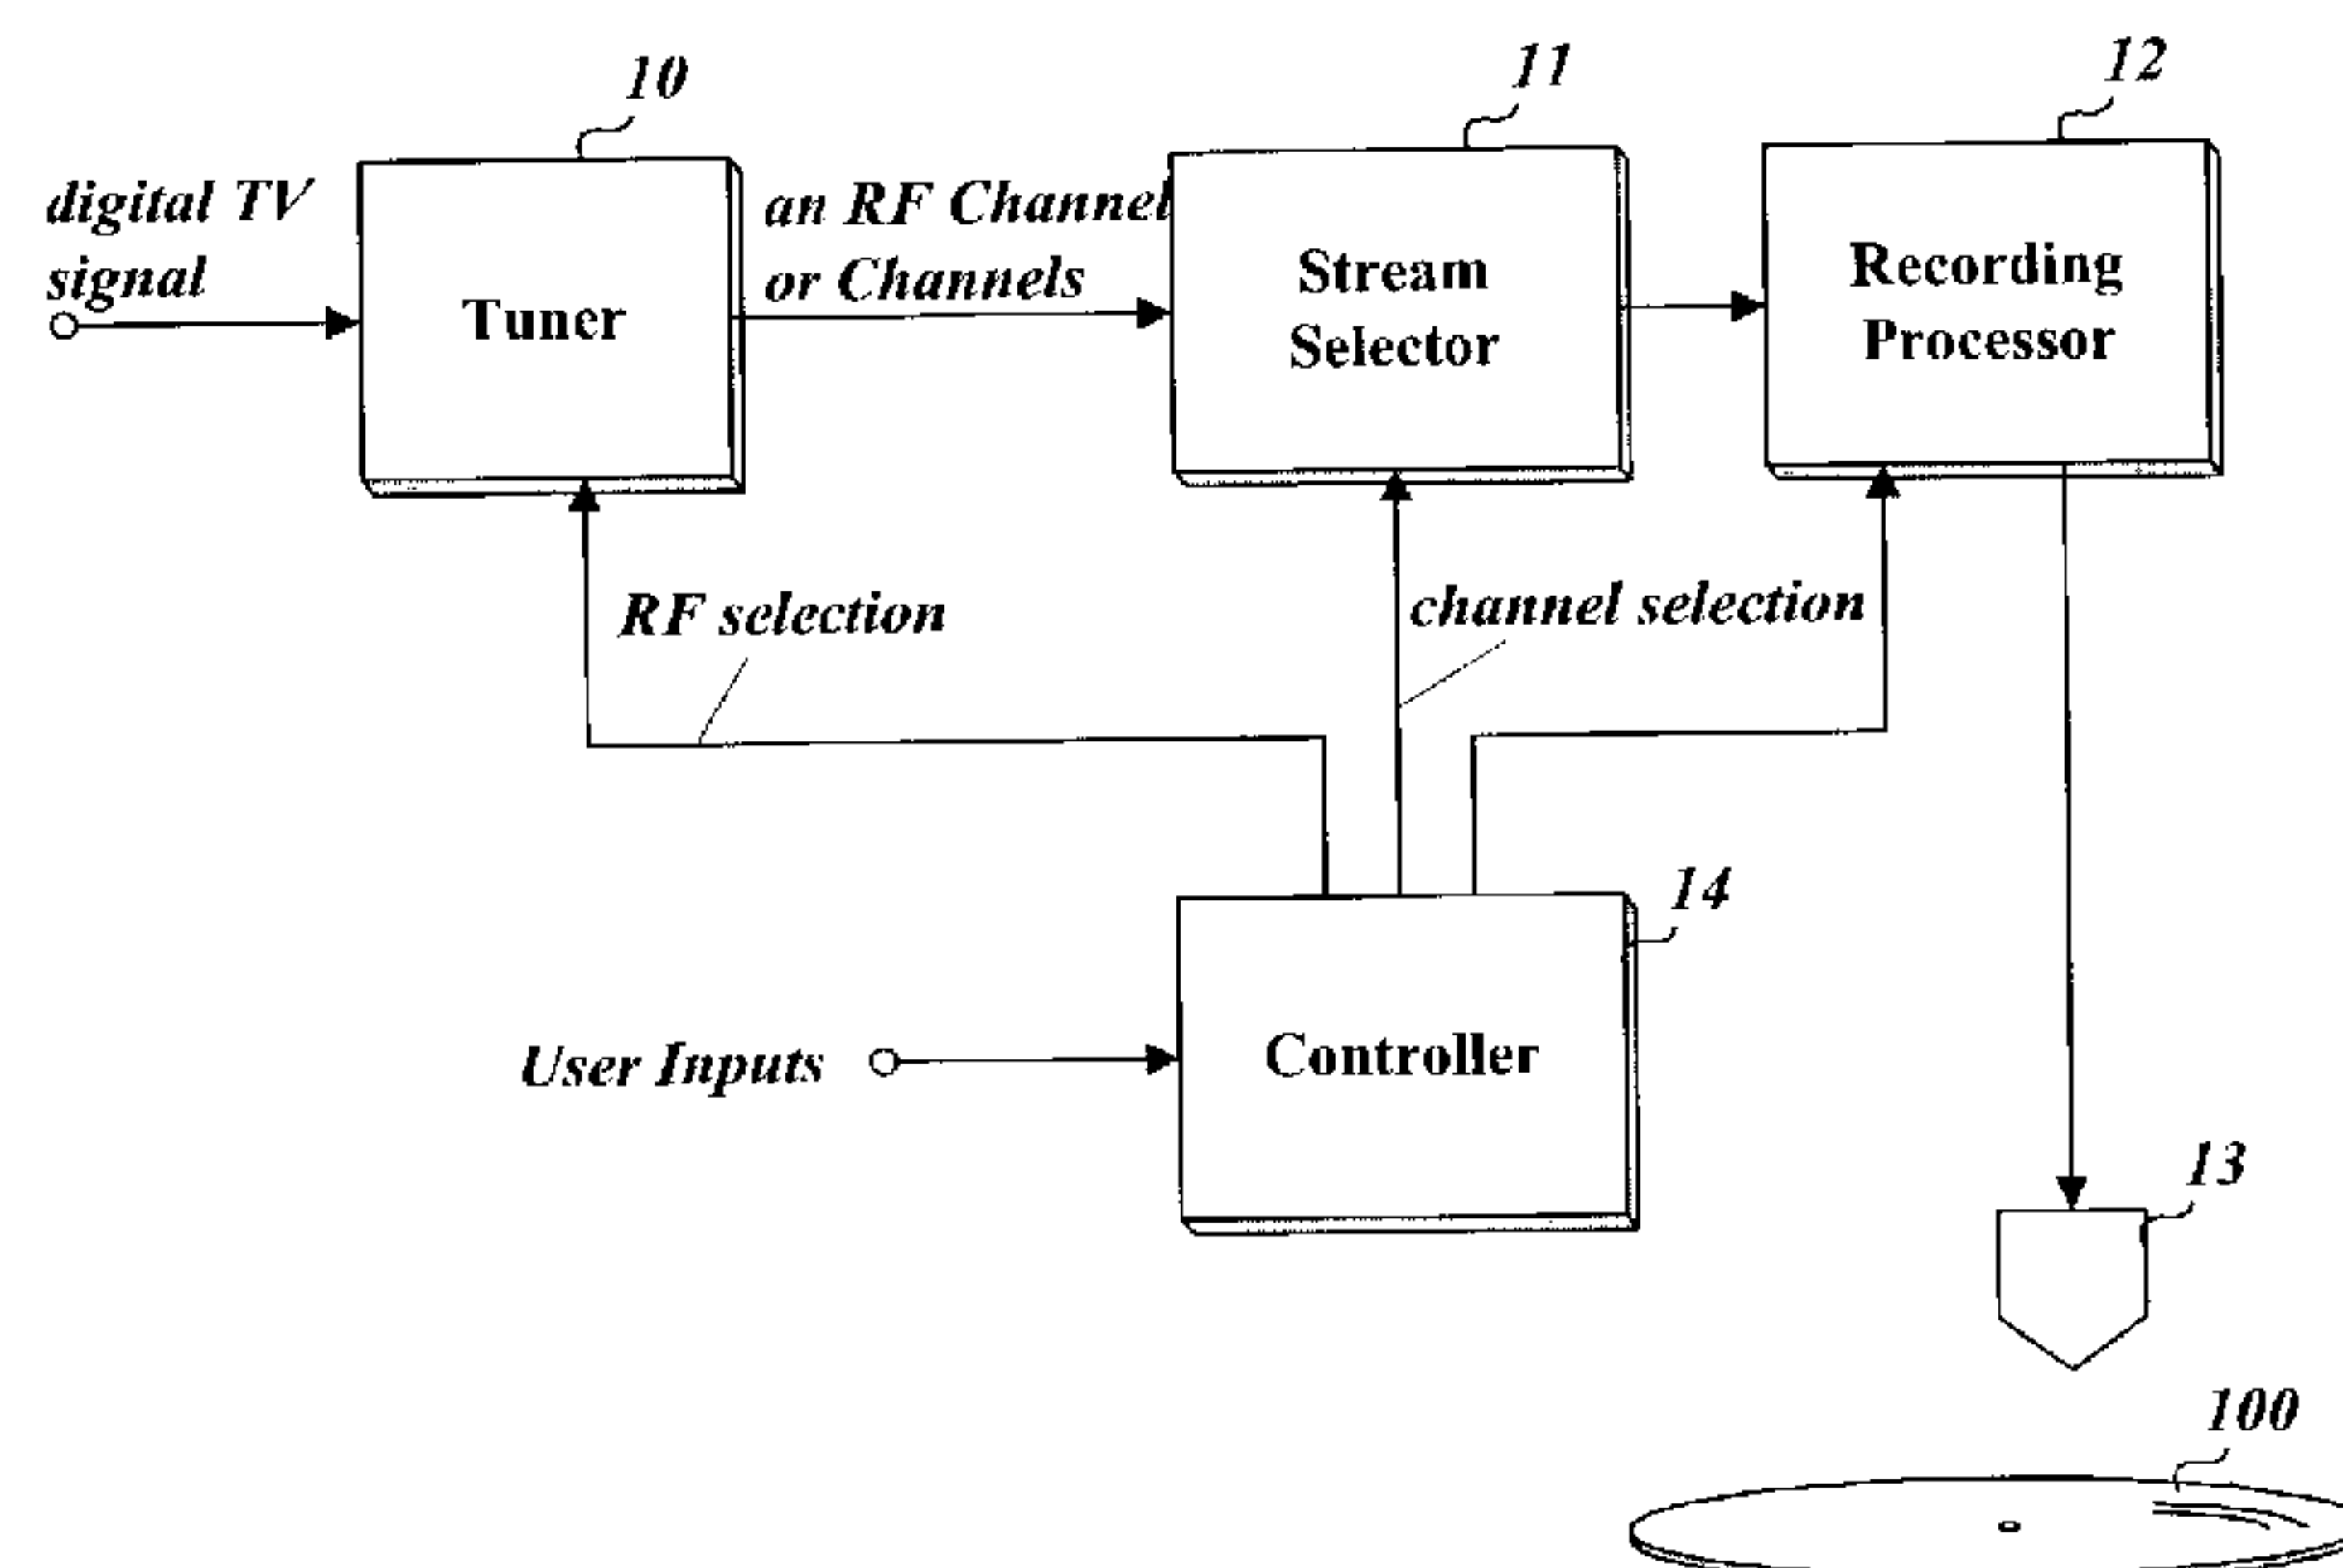 10
11
12
digital TV
signal
Tuner
an RF Channel
or Channels
Stream
Selector
Recording
Processor
RF selection
channel selection
14
User Inputs
Controller
13
100